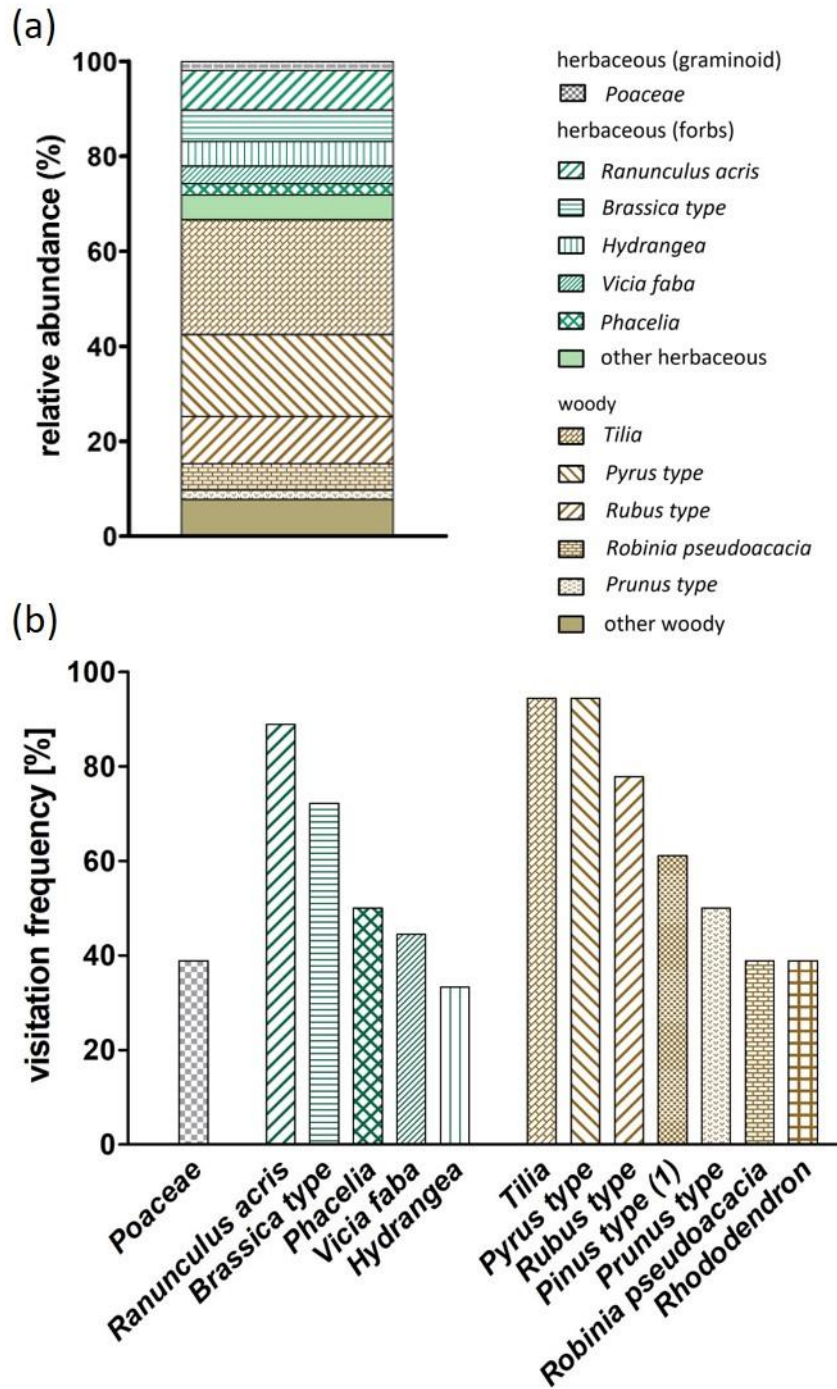 (a)
relative abundance (%)
100
80
60
40
20
0
herbaceous (graminoid)
Poaceae
herbaceous (forbs)
Ranunculus acris
Brassica type
Hydrangea
Vicia faba
Phacelia
other herbaceous
woody
Tilia
Pyrus type
Rubus type
Robinia pseudoacacia
Prunus type
other woody
(b)
visitation frequency [%]
100
80
60
40
20
0
Poaceae
Ranunculus acris
Brassica type
Phacelia
Vicia faba
Hydrangea
Tilia
Pyrus type
Rubus type
Pinus type (1)
Prunus type
Robinia pseudoacacia
Rhododendron